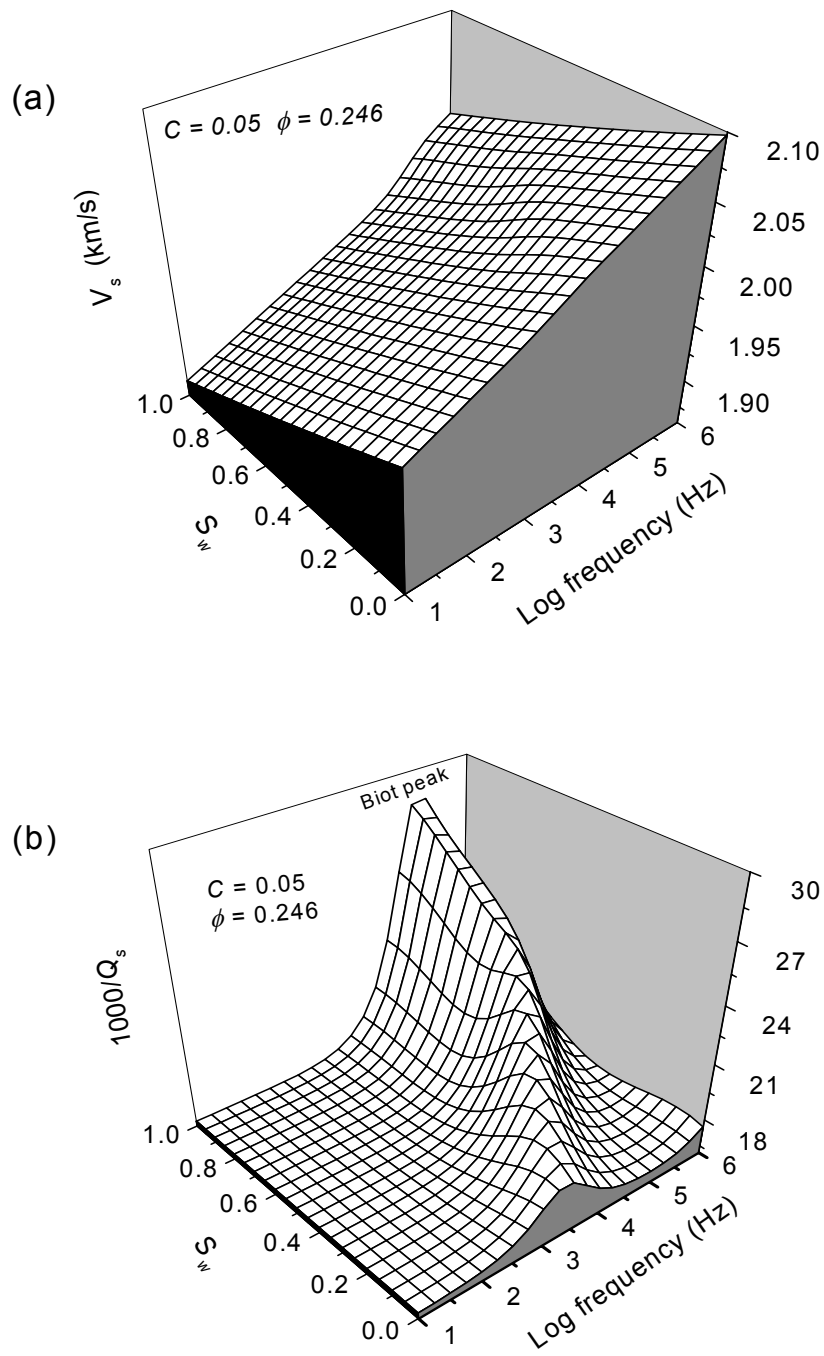 (a)
C = 0.05 ϕ = 0.246
V_s (km/s)
2.10
2.05
2.00
1.95
1.90
1.0
0.8
0.6
0.4
0.2
0.0
S_w
1
2
3
4
5
6
Log frequency (Hz)
(b)
Biot peak
C = 0.05
ϕ = 0.246
1000/Q_s
30
27
24
21
18
1.0
0.8
0.6
0.4
0.2
0.0
S_w
1
2
3
4
5
6
Log frequency (Hz)